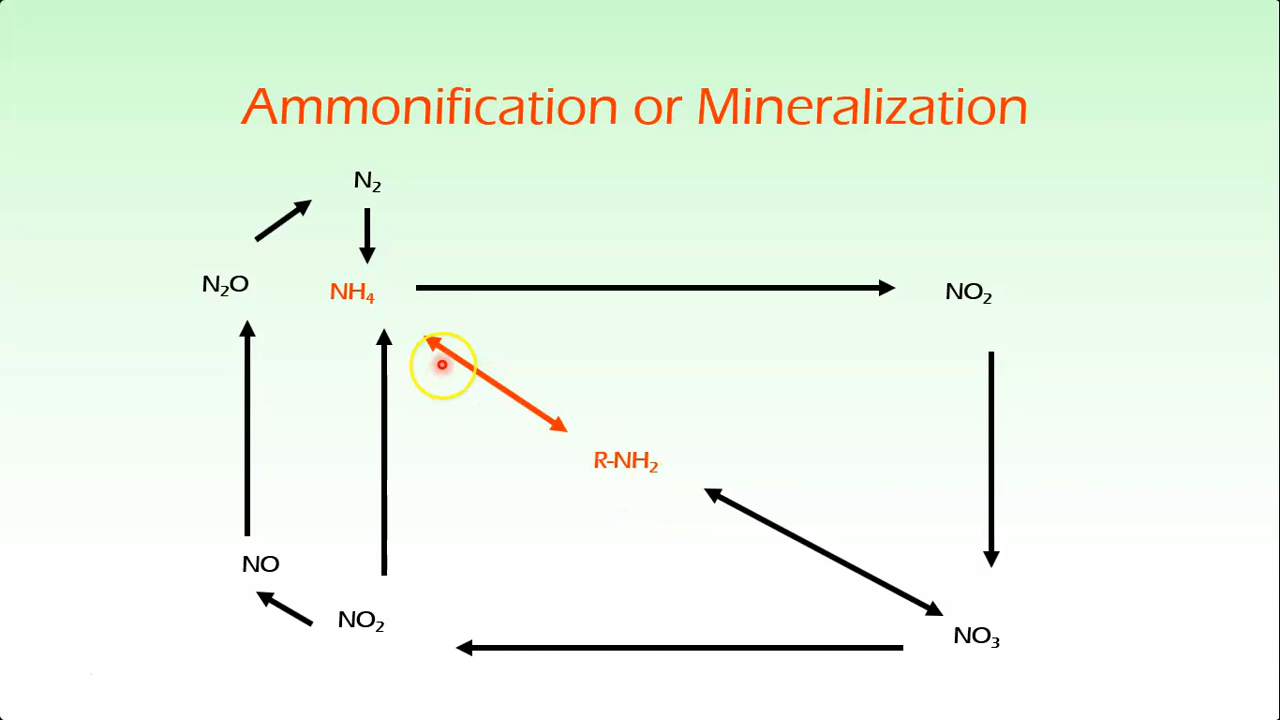 Ammonification or Mineralization
N₂
N₂O
NH₄
NO₂
R-NH₂
NO
NO₂
NO₃